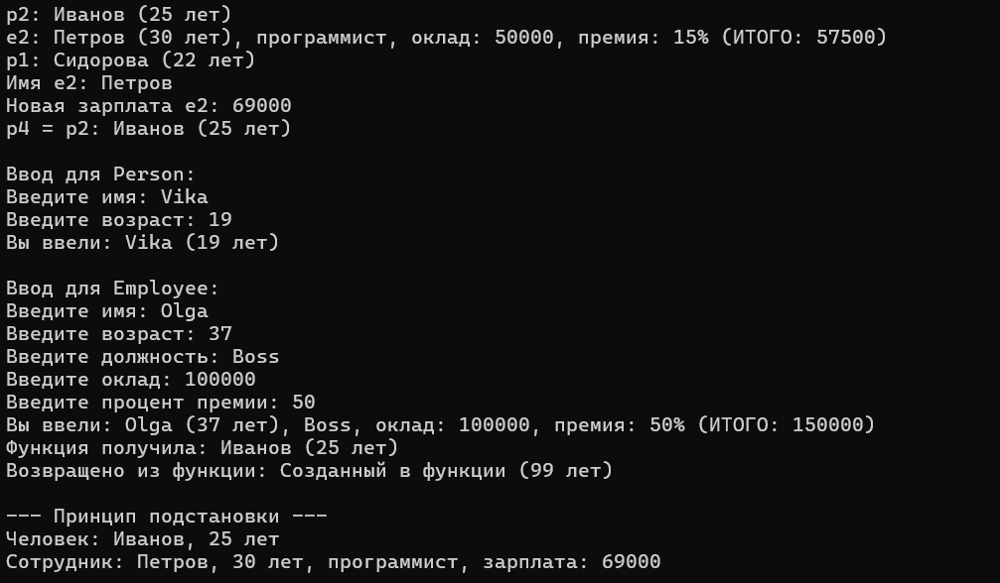 p2: Иванов (25 лет)
e2: Петров (30 лет), программист, оклад: 50000, премия: 15% (ИТОГО: 57500)
p1: Сидорова (22 лет)
Имя e2: Петров
Новая зарплата e2: 69000
p4 = p2: Иванов (25 лет)
Ввод для Person:
Введите имя: Vika
Введите возраст: 19
Вы ввели: Vika (19 лет)
Ввод для Employee:
Введите имя: Olga
Введите возраст: 37
Введите должность: Boss
Введите оклад: 100000
Введите процент премии: 50
Вы ввели: Olga (37 лет), Boss, оклад: 100000, премия: 50% (ИТОГО: 150000)
Функция получила: Иванов (25 лет)
Возвращено из функции: Созданный в функции (99 лет)
--- Принцип подстановки ---
Человек: Иванов, 25 лет
Сотрудник: Петров, 30 лет, программист, зарплата: 69000